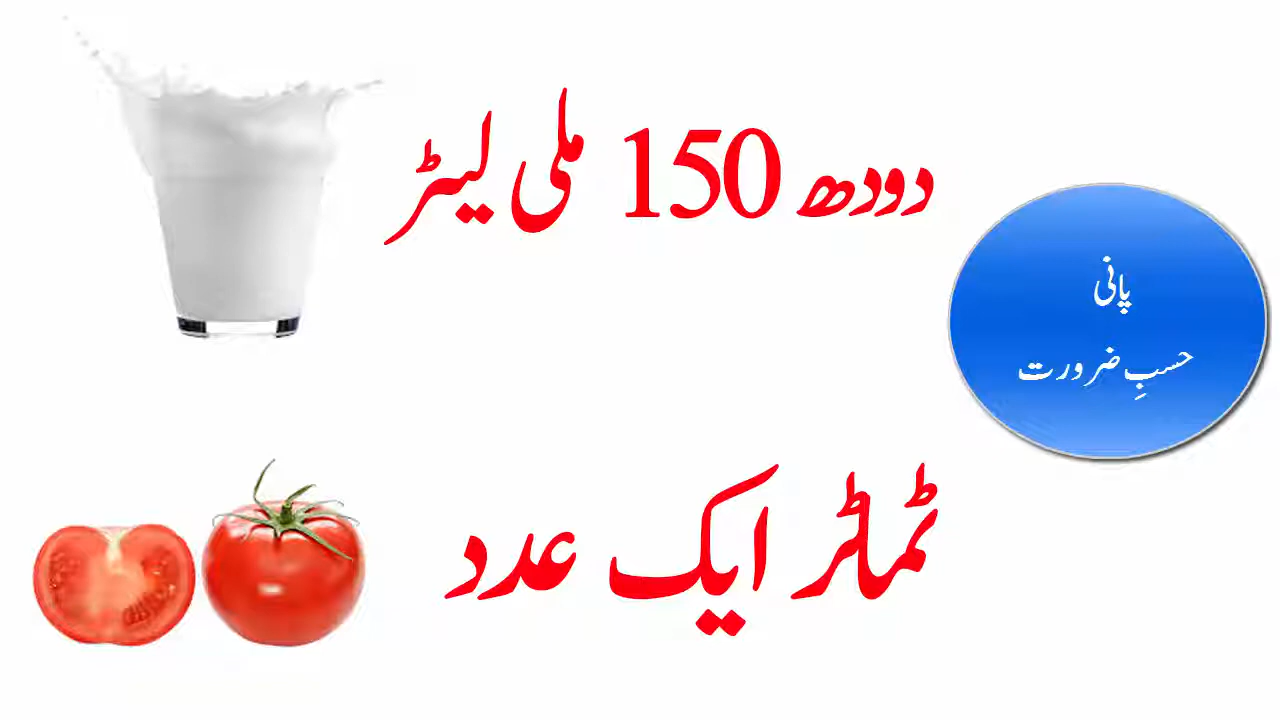 دودھ 150 ملی لیٹر
پانی
حسبِ ضرورت
ٹماٹر ایک عدد